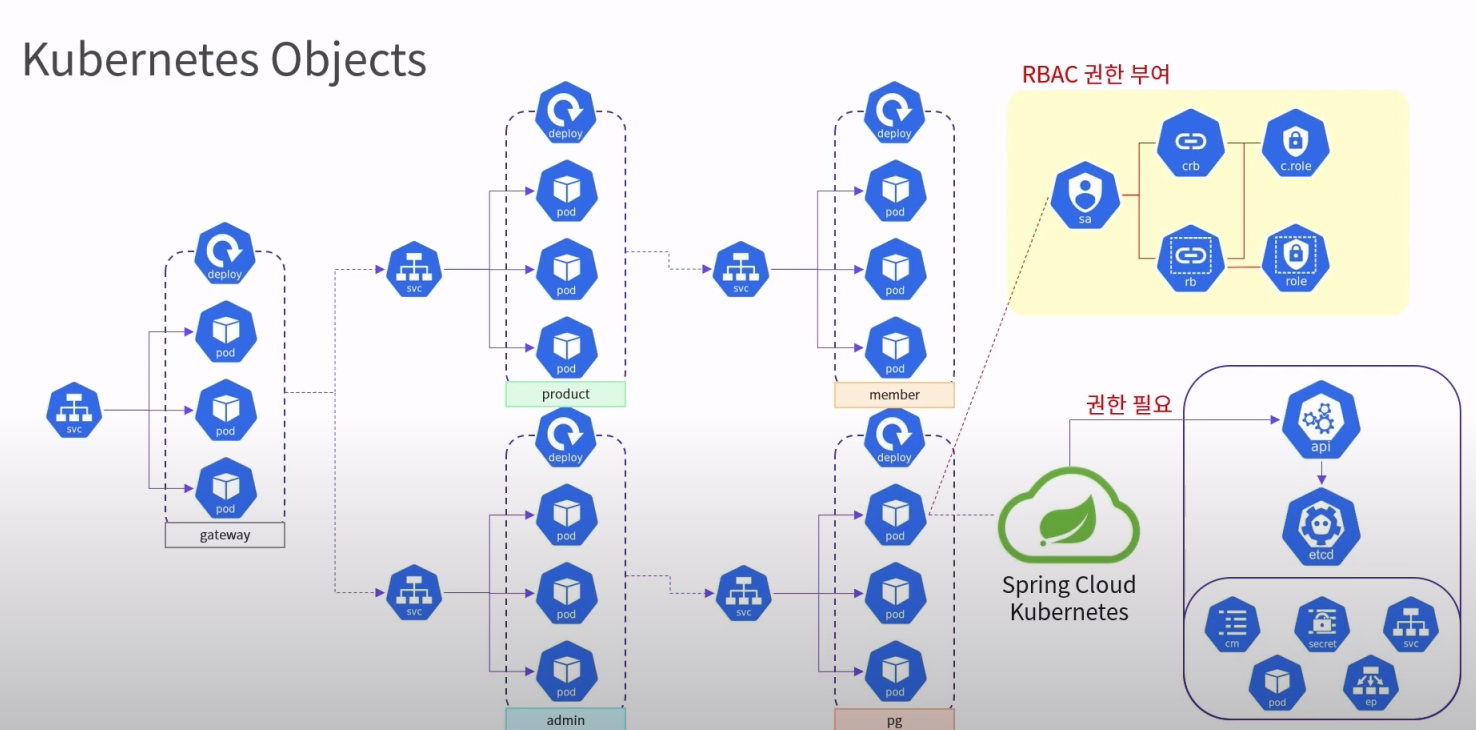 Kubernetes Objects
RBAC 권한 부여
deploy
pod
pod
pod
svc
gateway
svc
deploy
pod
pod
pod
product
svc
deploy
pod
pod
pod
member
svc
deploy
pod
pod
pod
admin
svc
deploy
pod
pod
pod
pg
sa
crb
c.role
rb
role
권한 필요
Spring Cloud
Kubernetes
api
etcd
cm
secret
svc
pod
ep